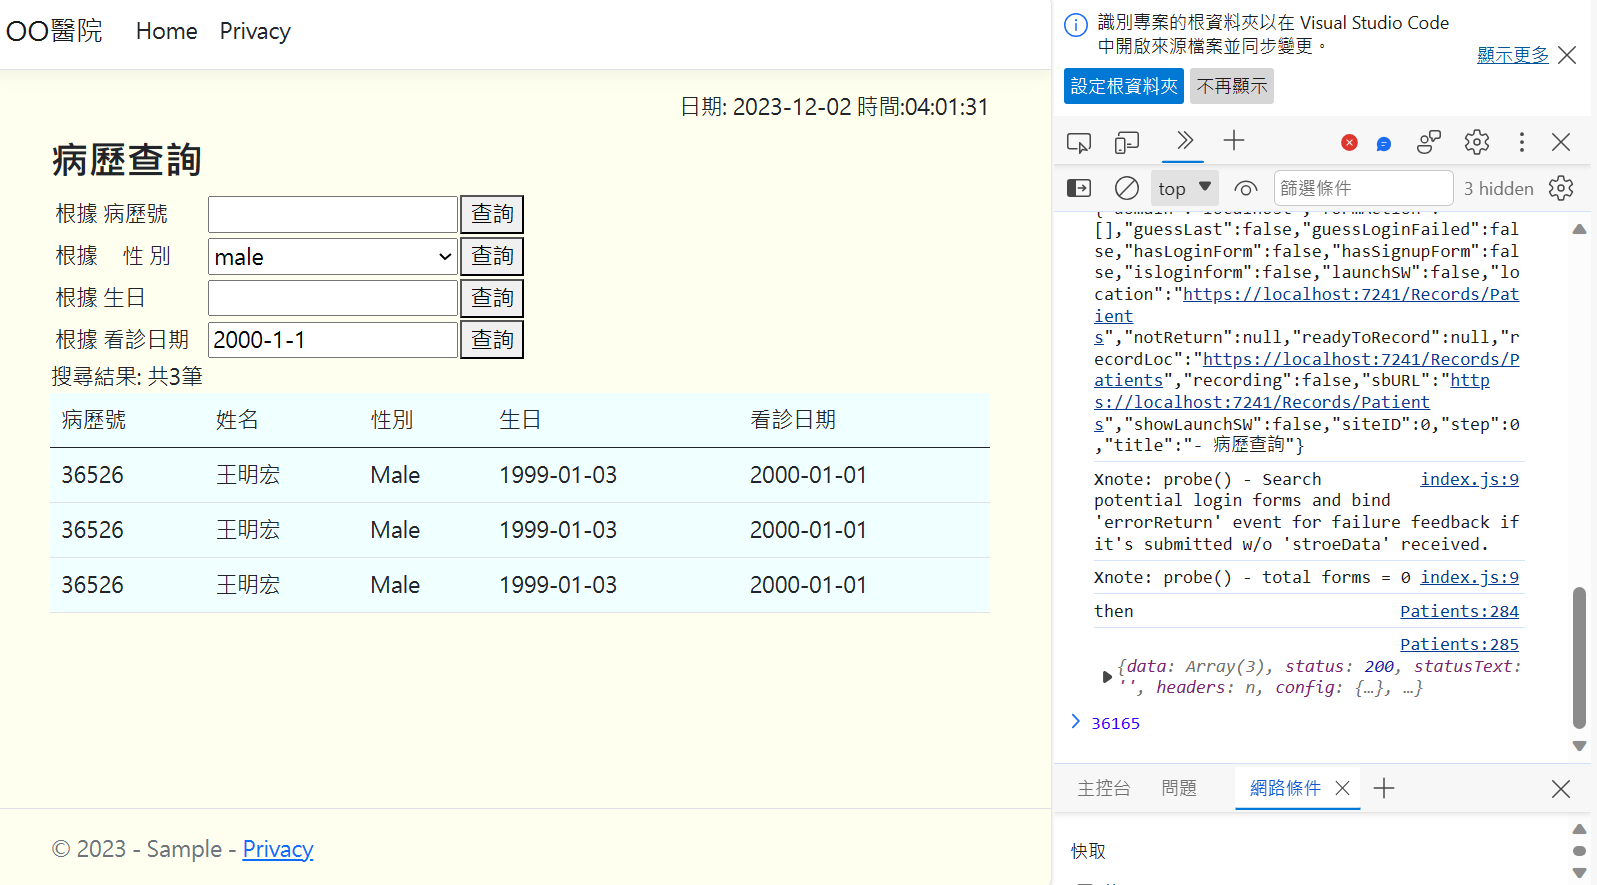 OO醫院 Home Privacy
日期: 2023-12-02 時間:04:01:31
病歷查詢
根據 病歷號 查詢
根據 性 別 male 查詢
根據 生日 查詢
根據 看診日期 2000-1-1 查詢
搜尋結果: 共3筆
病歷號 姓名 性別 生日 看診日期
36526 王明宏 Male 1999-01-03 2000-01-01
36526 王明宏 Male 1999-01-03 2000-01-01
36526 王明宏 Male 1999-01-03 2000-01-01
© 2023 - Sample - Privacy
識別專案的根資料夾以在 Visual Studio Code
中開啟來源檔案並同步變更。
顯示更多
設定根資料夾 不再顯示
top 篩選條件 3 hidden
[],"guessLast":false,"guessLoginFailed":fal
se,"hasLoginForm":false,"hasSignupForm":fal
se,"isloginform":false,"launchSW":false,"lo
cation":"https://localhost:7241/Records/Pat
ient
s","notReturn":null,"readyToRecord":null,"r
ecordLoc":"https://localhost:7241/Records/P
atients","recording":false,"sbURL":"http
s://localhost:7241/Records/Patient
s","showLaunchSW":false,"siteID":0,"step":0
,"title":"- 病歷查詢"}
Xnote: probe() - Search index.js:9
potential login forms and bind
'errorReturn' event for failure feedback if
it's submitted w/o 'stroeData' received.
Xnote: probe() - total forms = 0 index.js:9
then Patients:284
Patients:285
{data: Array(3), status: 200, statusText:
'', headers: n, config: {…}, …}
36165
主控台 問題 網路條件
快取